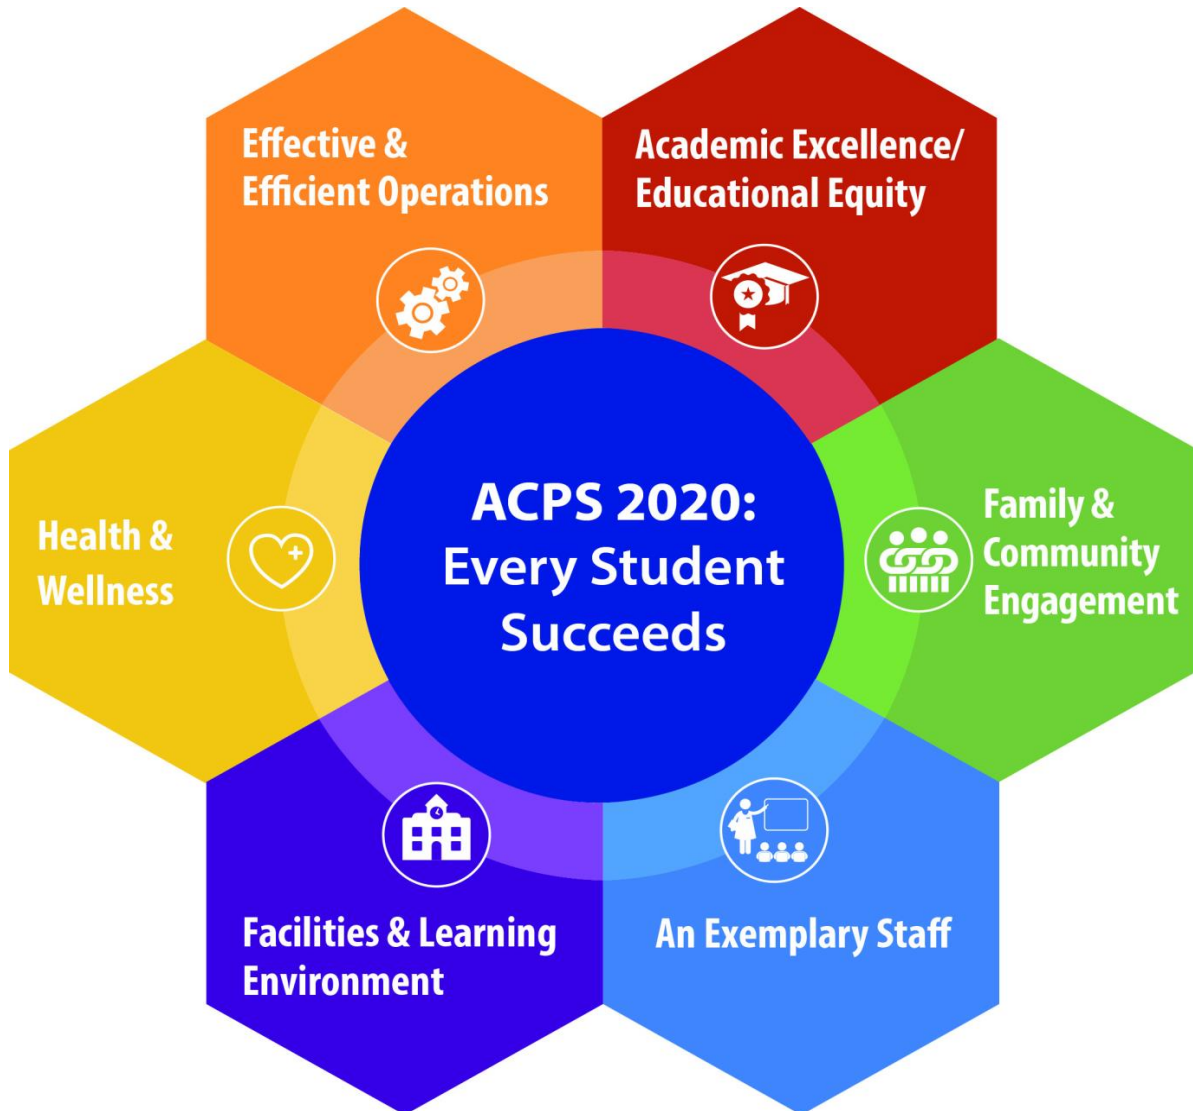 Effective &
Efficient Operations
Academic Excellence/
Educational Equity
ACPS 2020:
Every Student
Succeeds
Health &
Wellness
Family &
Community
Engagement
Facilities & Learning
Environment
An Exemplary Staff